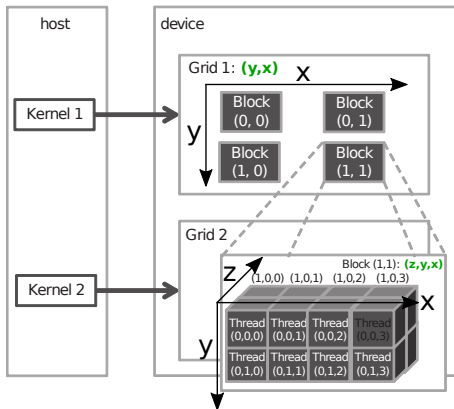 host
device
Grid 1: (y,x)
x
Kernel 1
y
Block
(0, 0)
Block
(0, 1)
Block
(1, 0)
Block
(1, 1)
Grid 2
Kernel 2
Block (1,1): (z,y,x)
z
(1,0,0) (1,0,1) (1,0,2) (1,0,3)
x
y
Thread
(0,0,0)
Thread
(0,0,1)
Thread
(0,0,2)
Thread
(0,0,3)
Thread
(0,1,0)
Thread
(0,1,1)
Thread
(0,1,2)
Thread
(0,1,3)